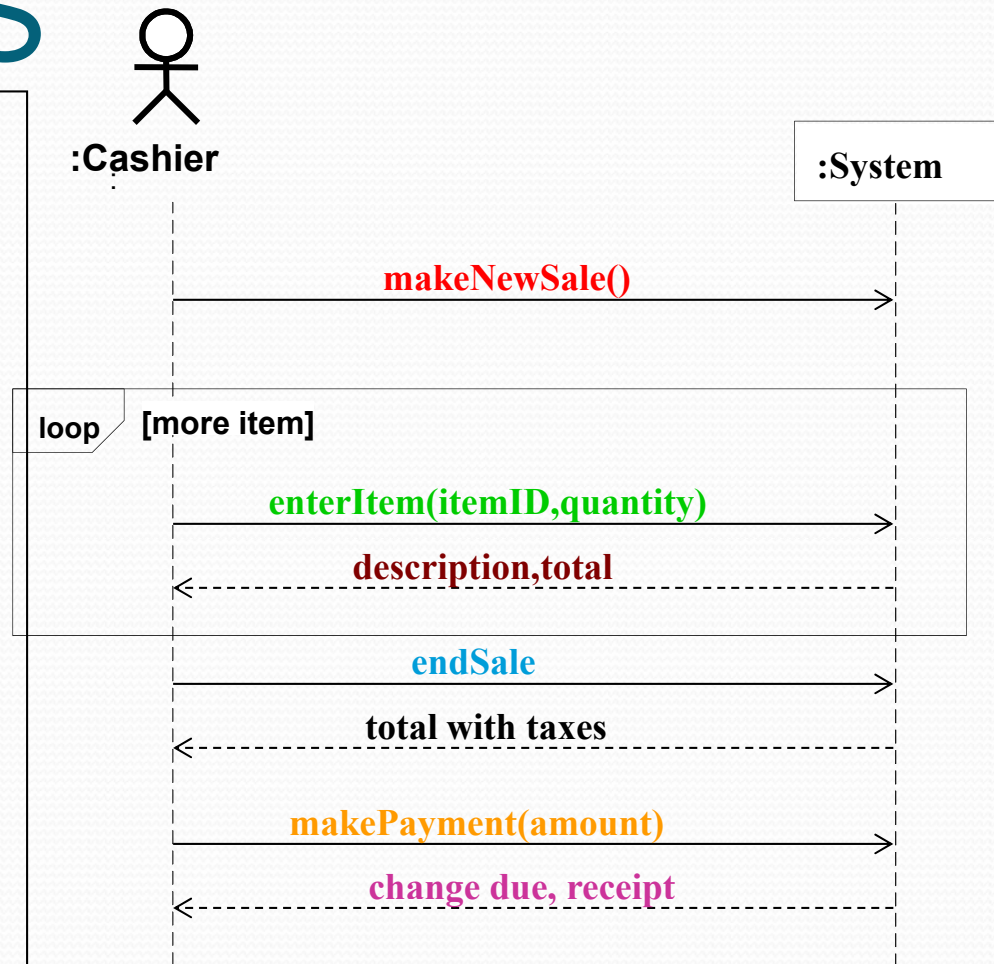 :Cashier
:
:System
makeNewSale()
loop
[more item]
enterItem(itemID,quantity)
description,total
endSale
total with taxes
makePayment(amount)
change due, receipt